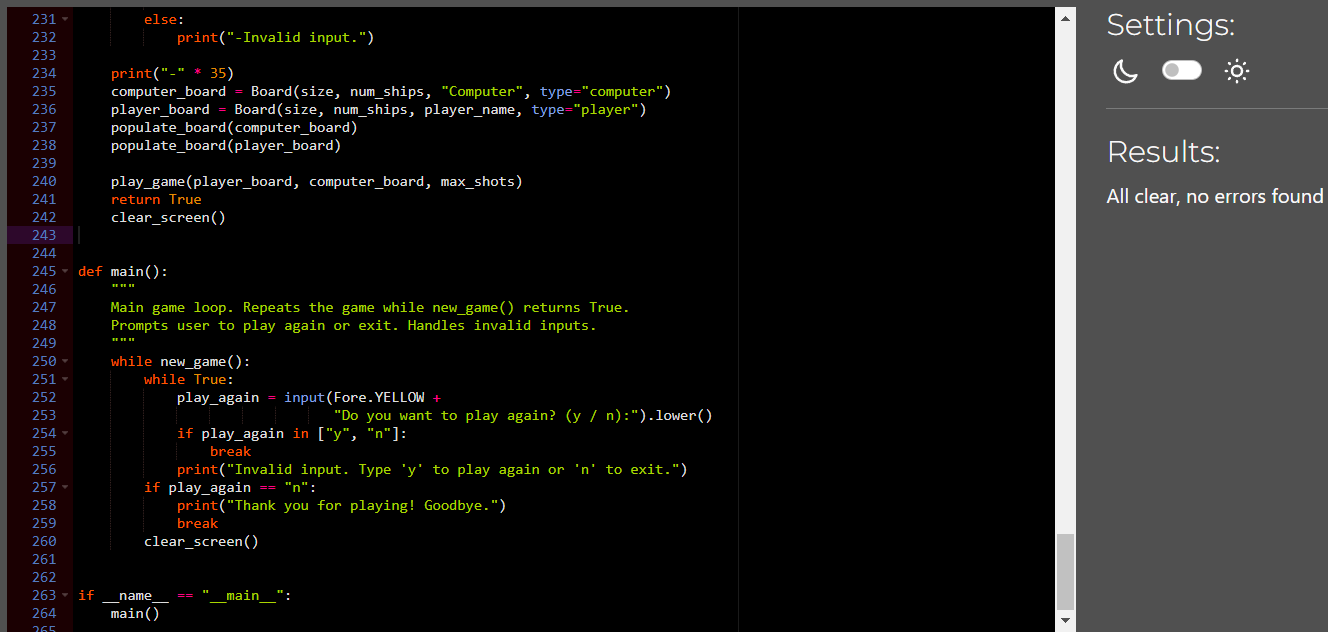 231 else:
232 print("-Invalid input.")
233
234 print("-" * 35)
235 computer_board = Board(size, num_ships, "Computer", type="computer")
236 player_board = Board(size, num_ships, player_name, type="player")
237 populate_board(computer_board)
238 populate_board(player_board)
239
240 play_game(player_board, computer_board, max_shots)
241 return True
242 clear_screen()
243
244
245 def main():
246 """
247 Main game loop. Repeats the game while new_game() returns True.
248 Prompts user to play again or exit. Handles invalid inputs.
249 """
250 while new_game():
251 while True:
252 play_again = input(Fore.YELLOW +
253 "Do you want to play again? (y / n):").lower()
254 if play_again in ["y", "n"]:
255 break
256 print("Invalid input. Type 'y' to play again or 'n' to exit.")
257 if play_again == "n":
258 print("Thank you for playing! Goodbye.")
259 break
260 clear_screen()
261
262
263 if __name__ == "__main__":
264 main()
265
Settings:
Results:
All clear, no errors found